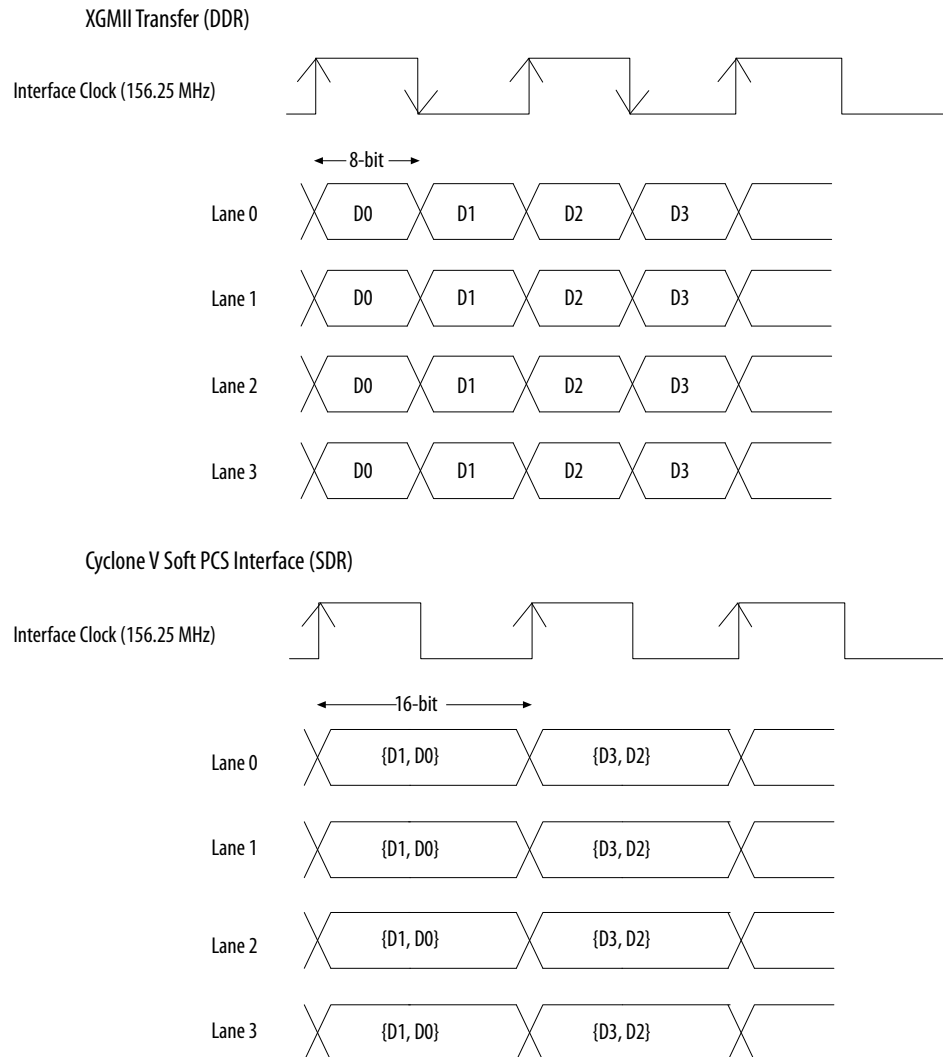 XGMII Transfer (DDR)
Interface Clock (156.25 MHz)
8-bit
Lane 0 D0 D1 D2 D3
Lane 1 D0 D1 D2 D3
Lane 2 D0 D1 D2 D3
Lane 3 D0 D1 D2 D3
Cyclone V Soft PCS Interface (SDR)
Interface Clock (156.25 MHz)
16-bit
Lane 0 {D1, D0} {D3, D2}
Lane 1 {D1, D0} {D3, D2}
Lane 2 {D1, D0} {D3, D2}
Lane 3 {D1, D0} {D3, D2}